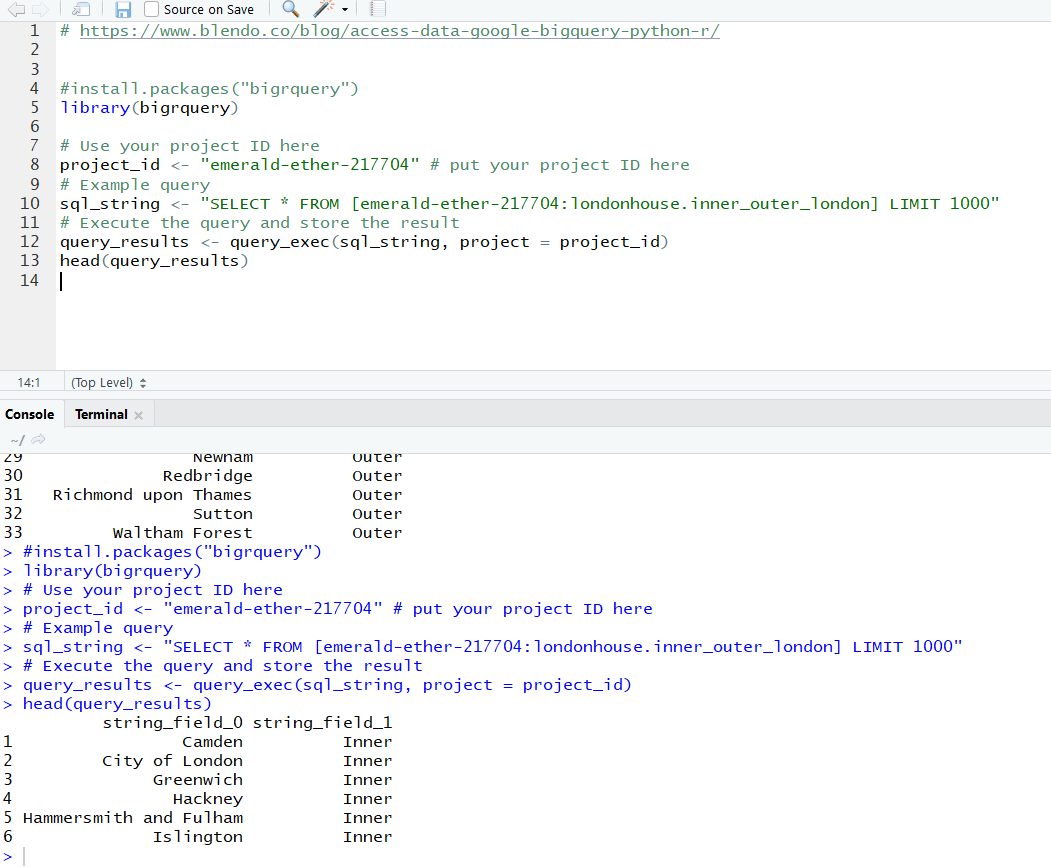 Source on Save
1 # https://www.blendo.co/blog/access-data-google-bigquery-python-r/
2
3
4 #install.packages("bigrquery")
5 library(bigrquery)
6
7 # Use your project ID here
8 project_id <- "emerald-ether-217704" # put your project ID here
9 # Example query
10 sql_string <- "SELECT * FROM [emerald-ether-217704:londonhouse.inner_outer_london] LIMIT 1000"
11 # Execute the query and store the result
12 query_results <- query_exec(sql_string, project = project_id)
13 head(query_results)
14
14:1 (Top Level)
Console Terminal
~/
29 Newham Outer
30 Redbridge Outer
31 Richmond upon Thames Outer
32 Sutton Outer
33 Waltham Forest Outer
> #install.packages("bigrquery")
> library(bigrquery)
> # Use your project ID here
> project_id <- "emerald-ether-217704" # put your project ID here
> # Example query
> sql_string <- "SELECT * FROM [emerald-ether-217704:londonhouse.inner_outer_london] LIMIT 1000"
> # Execute the query and store the result
> query_results <- query_exec(sql_string, project = project_id)
> head(query_results)
string_field_0 string_field_1
1 Camden Inner
2 City of London Inner
3 Greenwich Inner
4 Hackney Inner
5 Hammersmith and Fulham Inner
6 Islington Inner
>